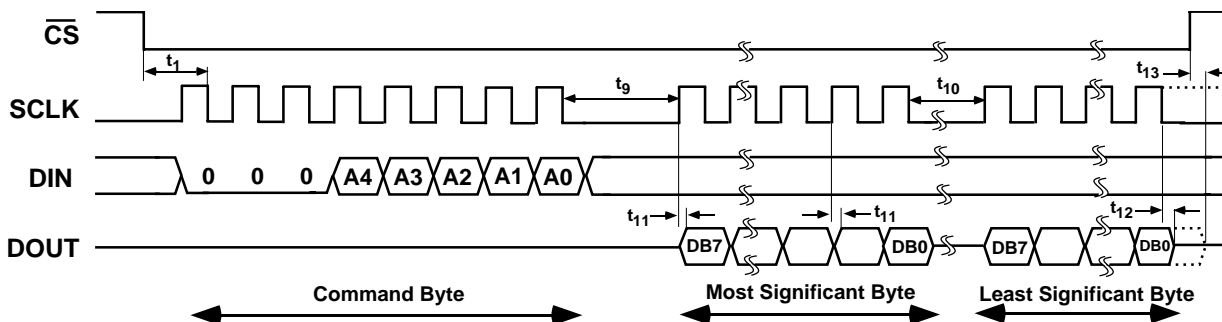 CS
t1
t13
SCLK
t9
t10
DIN
0 0 0 A4 A3 A2 A1 A0
t11
t11
t12
DOUT
DB7 DB0 DB7 DB0
Command Byte
Most Significant Byte
Least Significant Byte